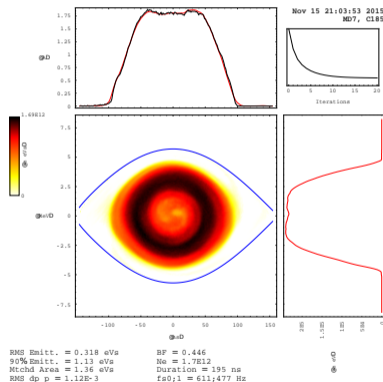 Nov 15 21:03:53 2015
MD7, C185
1.75
1.5
1.25
1
0.75
0.5
0.25
0
0 5 10 15 20
Iterations
7.5
5
2.5
0
-2.5
-5
-7.5
-100 -50 0 50 100 150
0
RMS Emitt. = 0.318 eVs
90% Emitt. = 1.13 eVs
Mtchd Area = 1.36 eVs
RMS dp p = 1.12E-3
BF = 0.446
Ne = 1.7E12
Duration = 195 ns
fs0;1 = 611;477 Hz